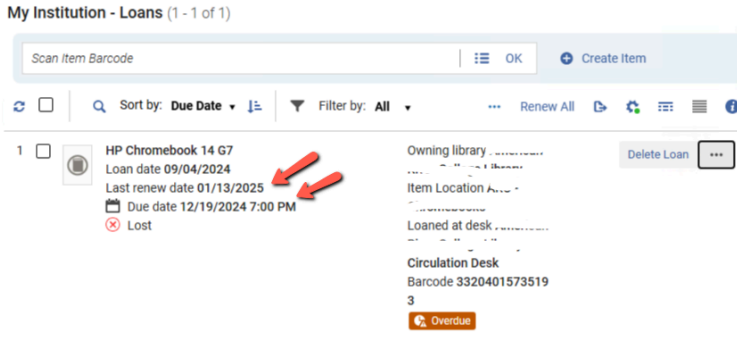 My Institution - Loans (1 - 1 of 1)
Scan Item Barcode
OK
Create Item
Sort by: Due Date
Filter by: All
Renew All
1
HP Chromebook 14 G7
Loan date 09/04/2024
Last renew date 01/13/2025
Due date 12/19/2024 7:00 PM
Lost
Owning library
Item Location
Loaned at desk
Circulation Desk
Barcode 3320401573519
3
Overdue
Delete Loan